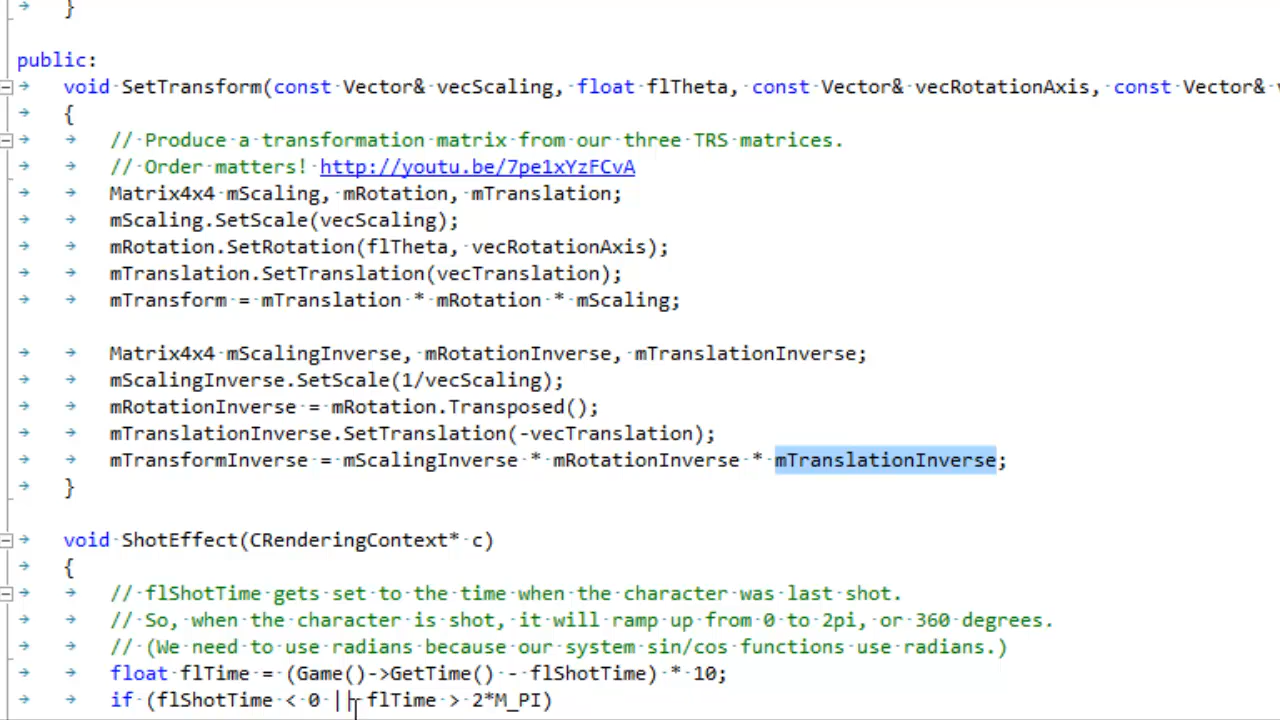 }
public:
void SetTransform(const Vector& vecScaling, float flTheta, const Vector& vecRotationAxis, const Vector&
{
// Produce a transformation matrix from our three TRS matrices.
// Order matters! http://youtu.be/7pe1xYzFCvA
Matrix4x4 mScaling, mRotation, mTranslation;
mScaling.SetScale(vecScaling);
mRotation.SetRotation(flTheta, vecRotationAxis);
mTranslation.SetTranslation(vecTranslation);
mTransform = mTranslation * mRotation * mScaling;
Matrix4x4 mScalingInverse, mRotationInverse, mTranslationInverse;
mScalingInverse.SetScale(1/vecScaling);
mRotationInverse = mRotation.Transposed();
mTranslationInverse.SetTranslation(-vecTranslation);
mTransformInverse = mScalingInverse * mRotationInverse * mTranslationInverse;
}
void ShotEffect(CRenderingContext* c)
{
// flShotTime gets set to the time when the character was last shot.
// So, when the character is shot, it will ramp up from 0 to 2pi, or 360 degrees.
// (We need to use radians because our system sin/cos functions use radians.)
float flTime = (Game()->GetTime() - flShotTime) * 10;
if (flShotTime < 0 || flTime > 2*M_PI)